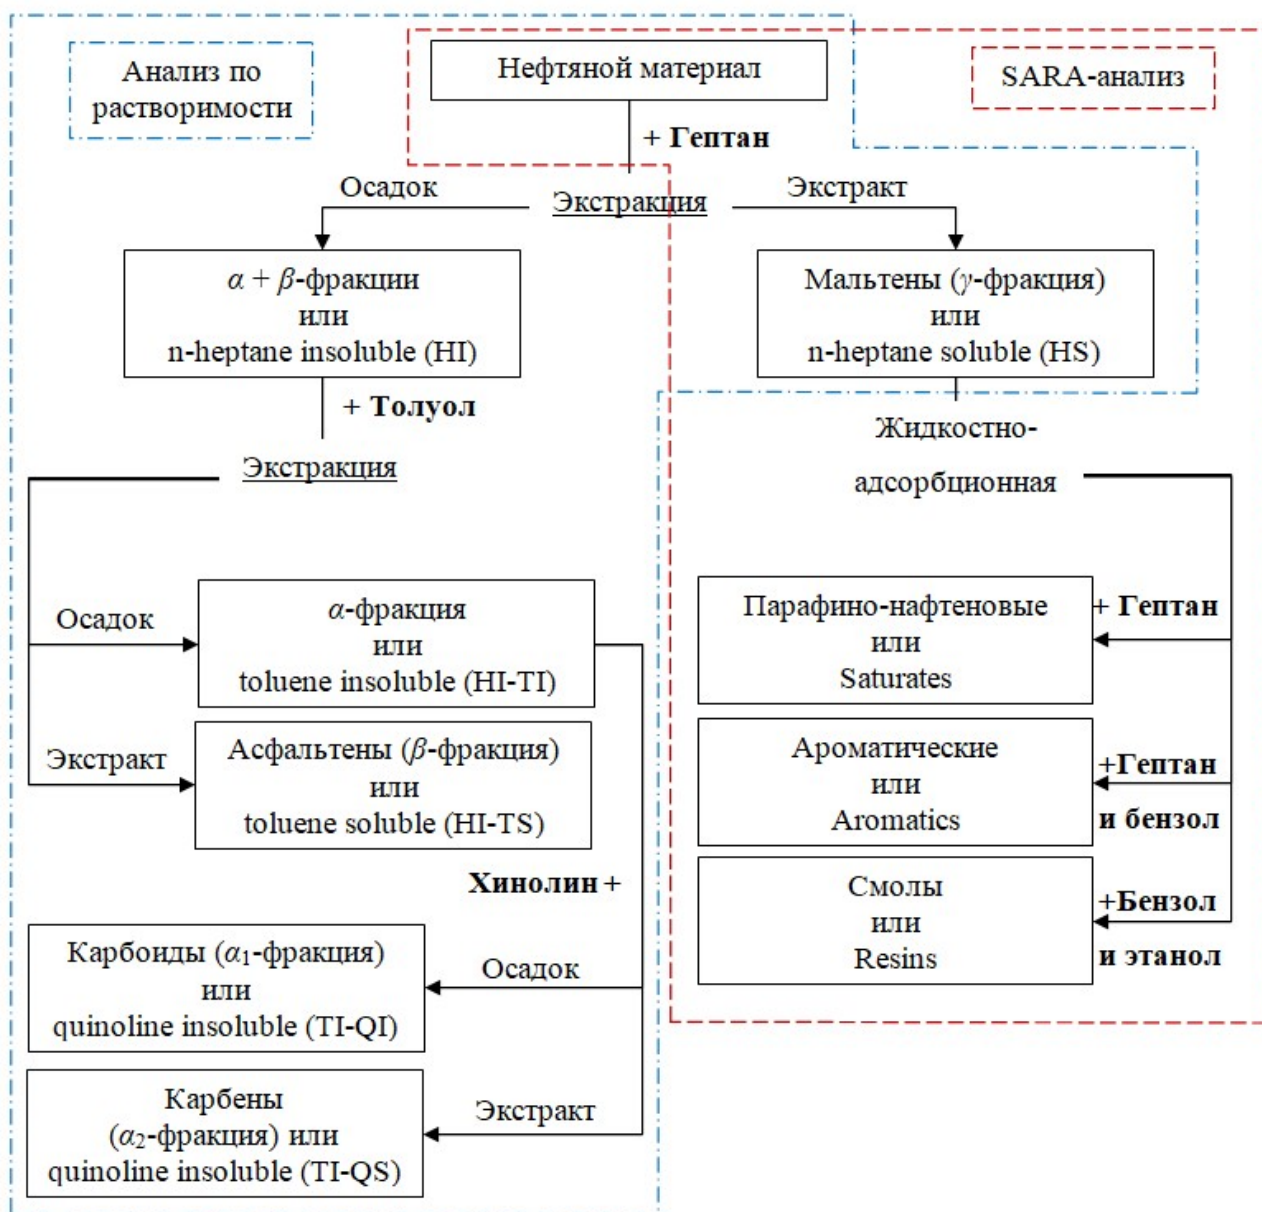 Анализ по
растворимости
Нефтяной материал
SARA-анализ
+ Гептан
Осадок
Экстракция
Экстракт
α + β-фракции
или
n-heptane insoluble (HI)
Мальтены (γ-фракция)
или
n-heptane soluble (HS)
+ Толуол
Экстракция
Жидкостно-
адсорбционная
Осадок
α-фракция
или
toluene insoluble (HI-TI)
Экстракт
Асфальтены (β-фракция)
или
toluene soluble (HI-TS)
Хинолин +
Карбоиды (α₁-фракция)
или
quinoline insoluble (TI-QI)
Осадок
Карбены
(α₂-фракция) или
quinoline insoluble (TI-QS)
Экстракт
Парафино-нафтеновые
или
Saturates
+ Гептан
Ароматические
или
Aromatics
+Гептан
и бензол
Смолы
или
Resins
+Бензол
и этанол